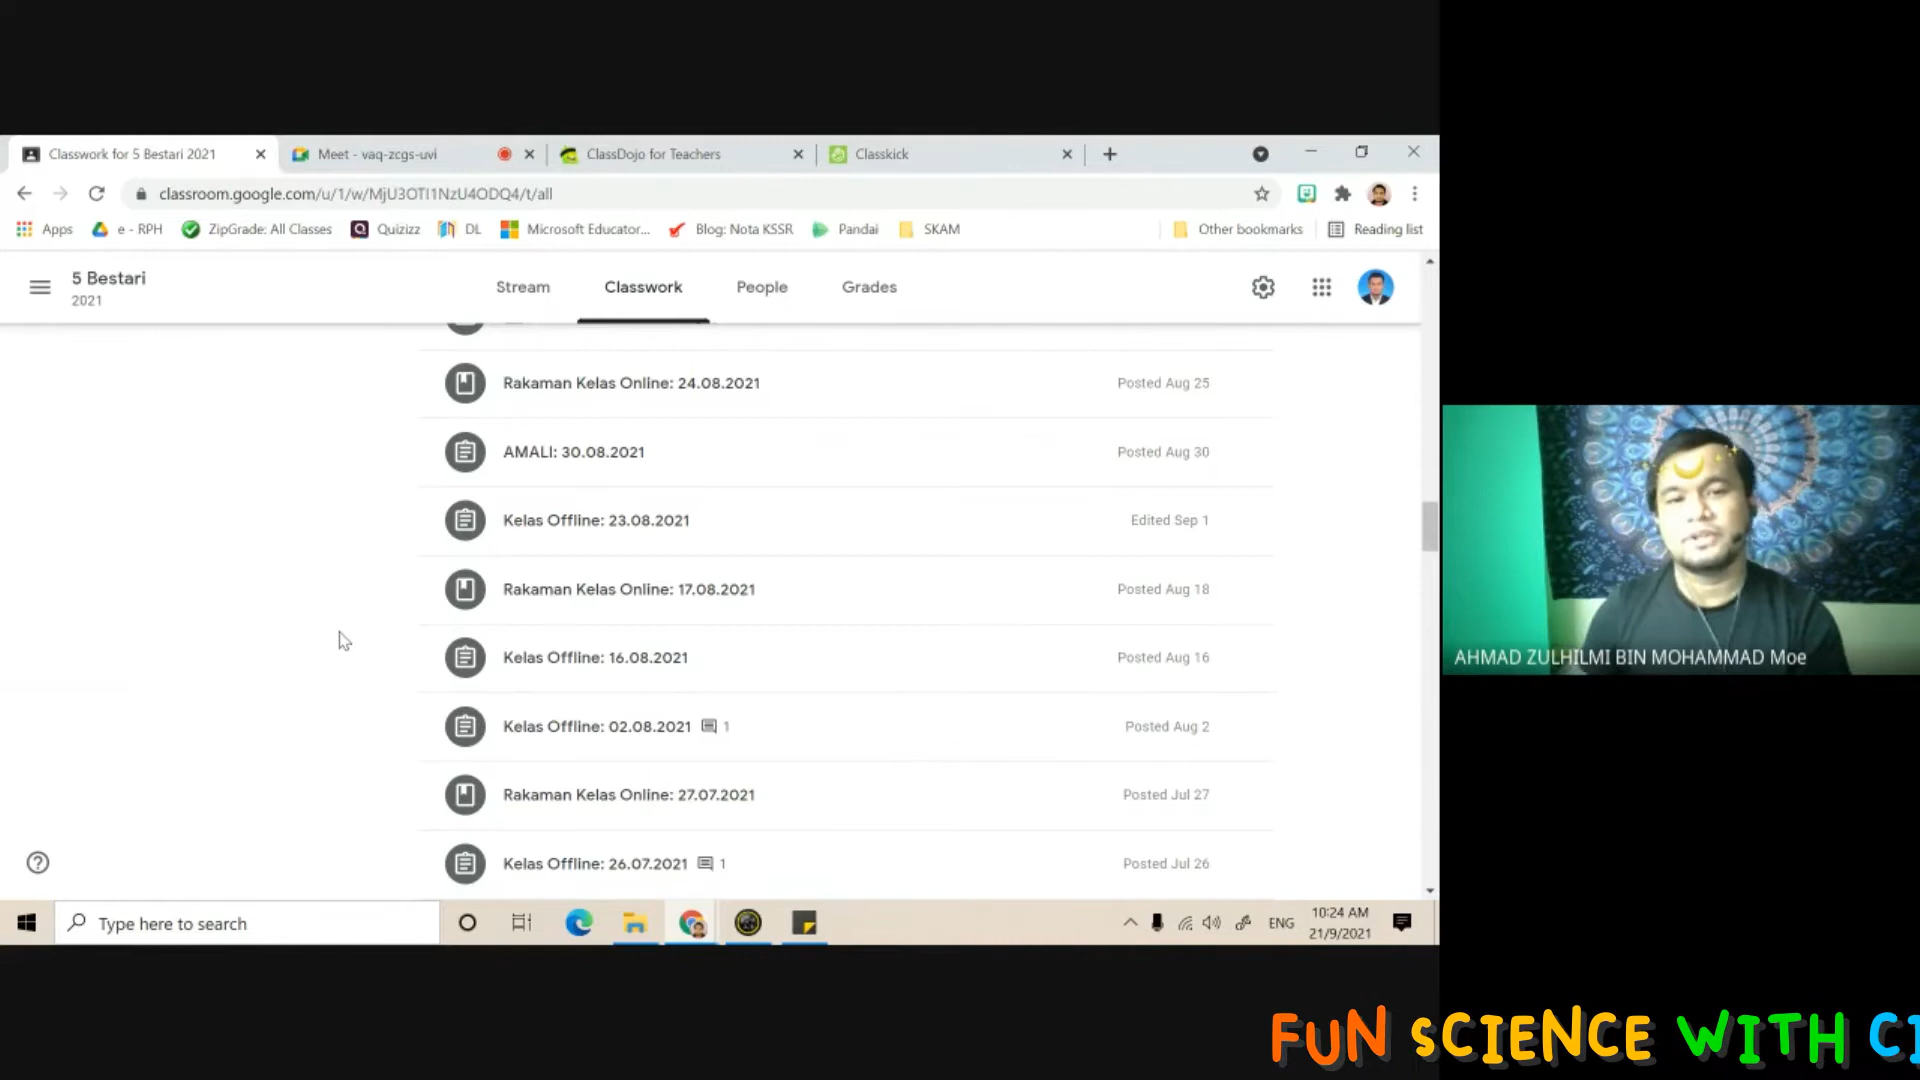 Classwork for 5 Bestari 2021
Meet - vaq-zcgs-uvi
ClassDojo for Teachers
Classkick
classroom.google.com/u/1/w/MjU3OTI1NzU4ODQ4/t/all
Apps
e - RPH
ZipGrade: All Classes
Quizizz
DL
Microsoft Educator...
Blog: Nota KSSR
Pandai
SKAM
Other bookmarks
Reading list
5 Bestari
2021
Stream
Classwork
People
Grades
Rakaman Kelas Online: 24.08.2021
Posted Aug 25
AMALI: 30.08.2021
Posted Aug 30
Kelas Offline: 23.08.2021
Edited Sep 1
Rakaman Kelas Online: 17.08.2021
Posted Aug 18
Kelas Offline: 16.08.2021
Posted Aug 16
Kelas Offline: 02.08.2021 1
Posted Aug 2
Rakaman Kelas Online: 27.07.2021
Posted Jul 27
Kelas Offline: 26.07.2021 1
Posted Jul 26
Type here to search
ENG
10:24 AM
21/9/2021
AHMAD ZULHILMI BIN MOHAMMAD Moe
FUN SCIENCE WITH CI